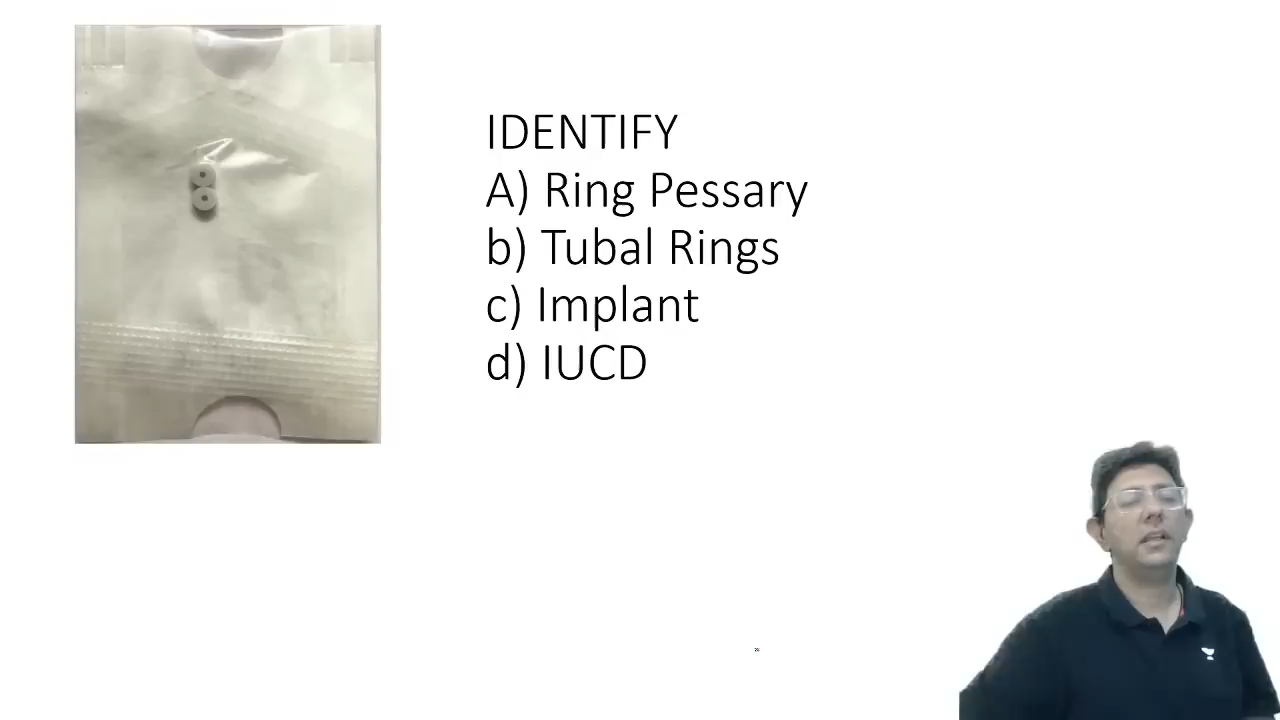 IDENTIFY
A) Ring Pessary
b) Tubal Rings
c) Implant
d) IUCD